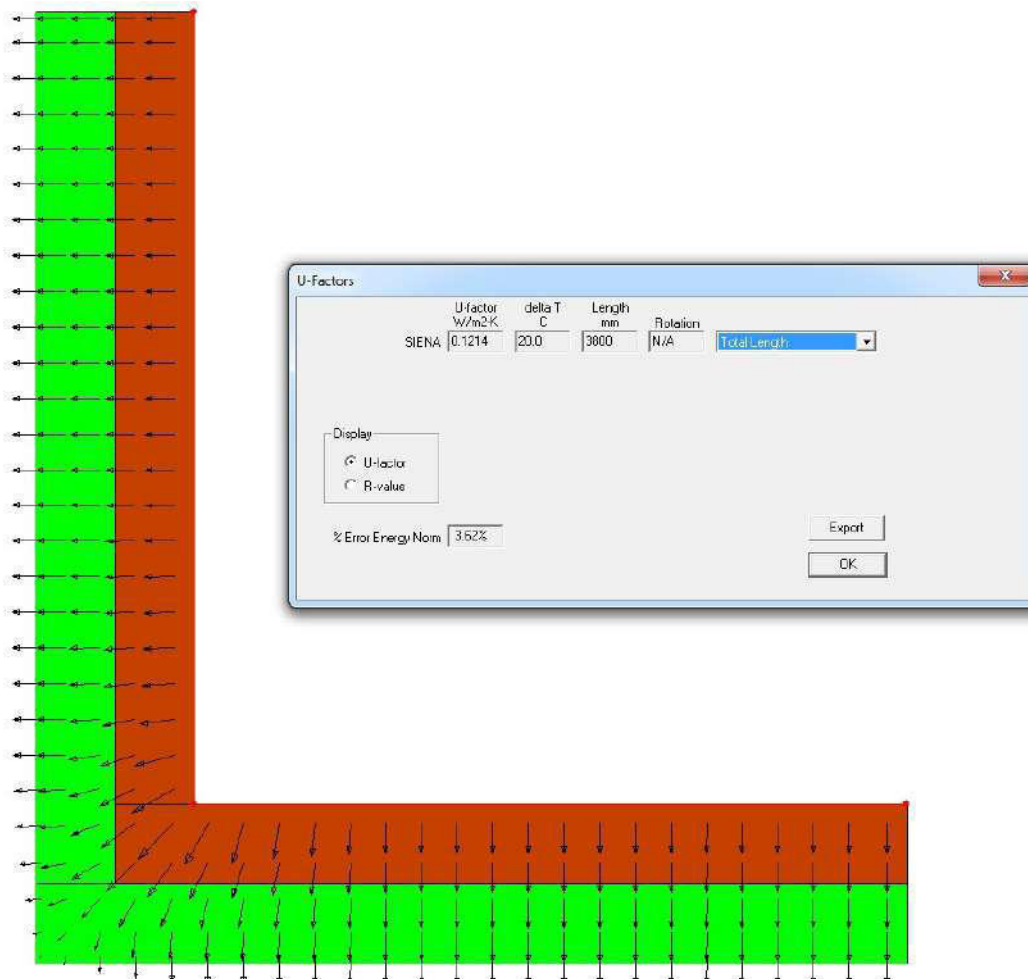 U-Factors
U-factor delta T Length
W/m2-K C mm Rotation
SIENA 0.1214 20.0 3800 N/A Total Length
Display
U-factor
R-value
% Error Energy Norm 3.62%
Export
OK